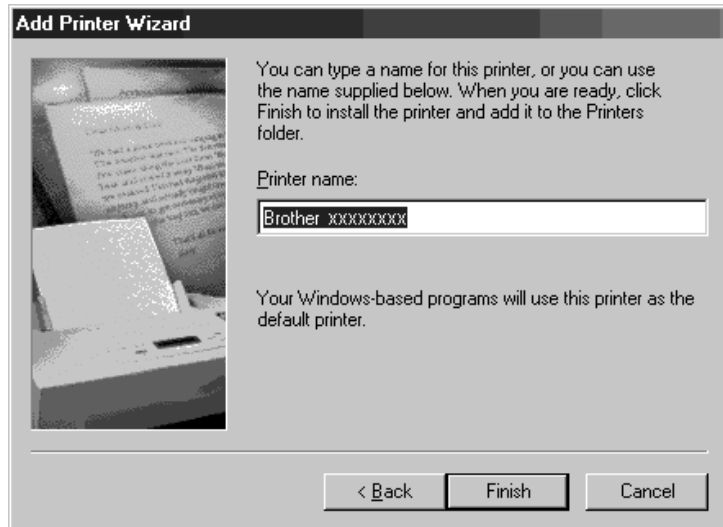 Add Printer Wizard
You can type a name for this printer, or you can use
the name supplied below. When you are ready, click
Finish to install the printer and add it to the Printers
folder.
Printer name:
Brother xxxxxxxx
Your Windows-based programs will use this printer as the
default printer.
< Back
Finish
Cancel